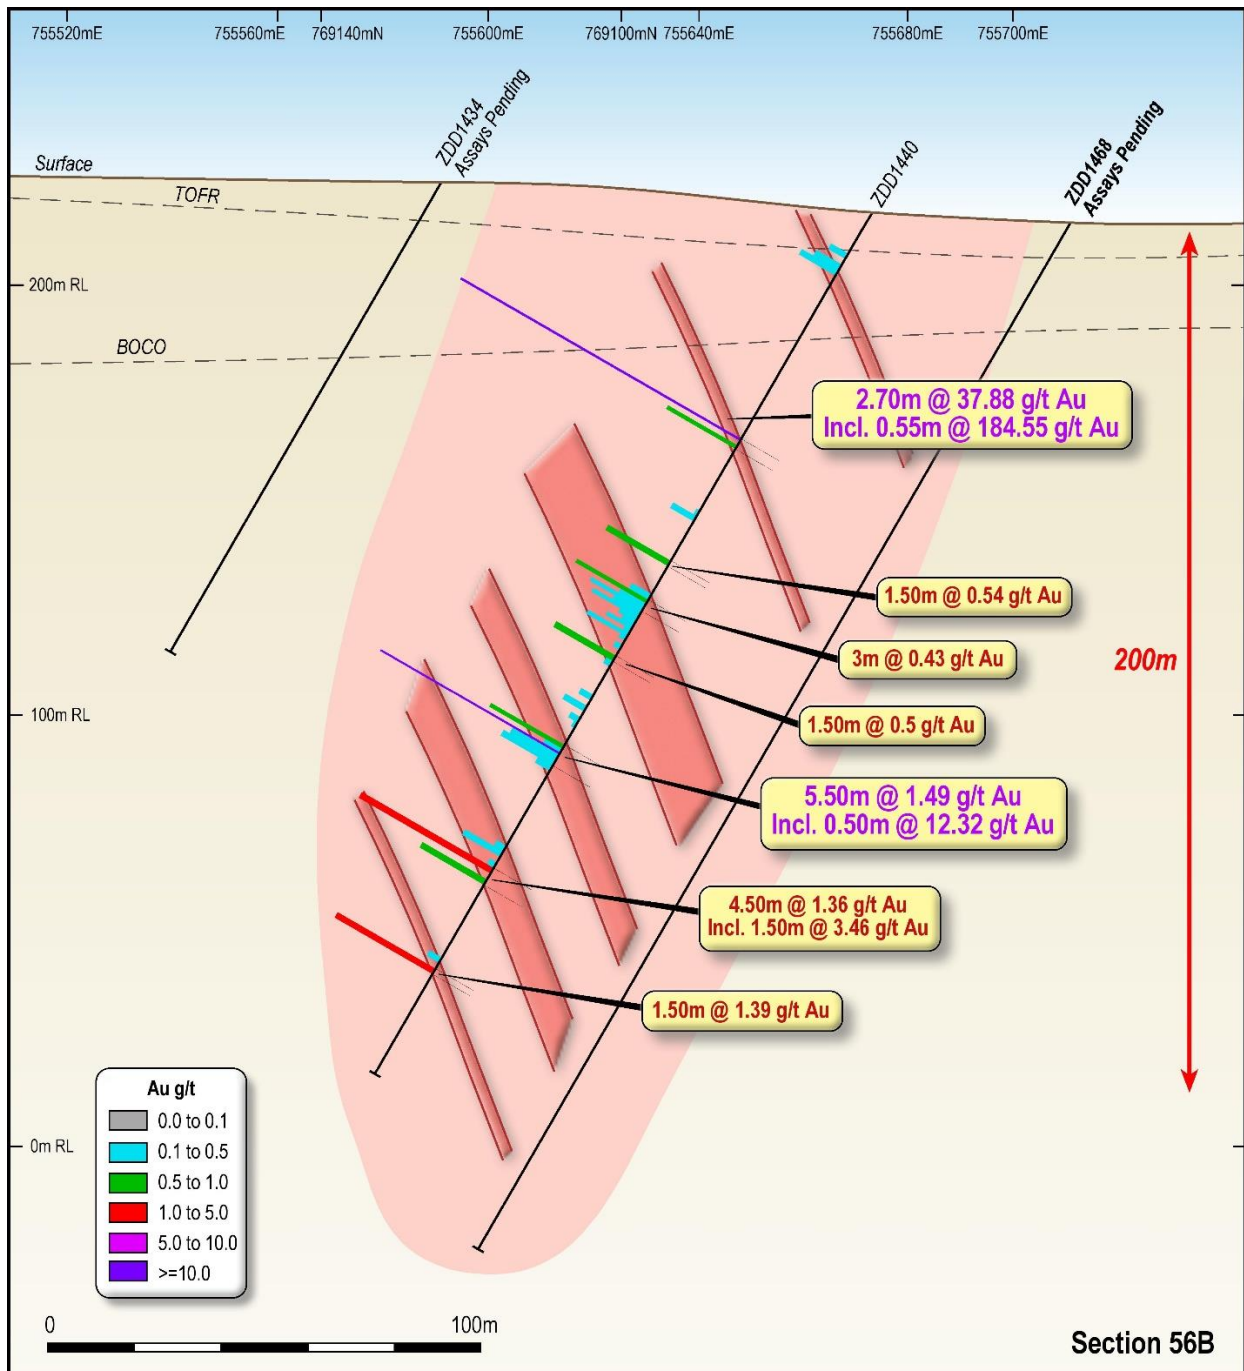 755520mE
755560mE
769140mN
755600mE
769100mN
755640mE
755680mE
755700mE
ZDD1434
Assays Pending
ZDD1440
ZDD1468
Assays Pending
Surface
TOFR
200m RL
BOCO
2.70m @ 37.88 g/t Au
Incl. 0.55m @ 184.55 g/t Au
1.50m @ 0.54 g/t Au
3m @ 0.43 g/t Au
200m
100m RL
1.50m @ 0.5 g/t Au
5.50m @ 1.49 g/t Au
Incl. 0.50m @ 12.32 g/t Au
4.50m @ 1.36 g/t Au
Incl. 1.50m @ 3.46 g/t Au
1.50m @ 1.39 g/t Au
0m RL
Au g/t
0.0 to 0.1
0.1 to 0.5
0.5 to 1.0
1.0 to 5.0
5.0 to 10.0
>=10.0
0
100m
Section 56B